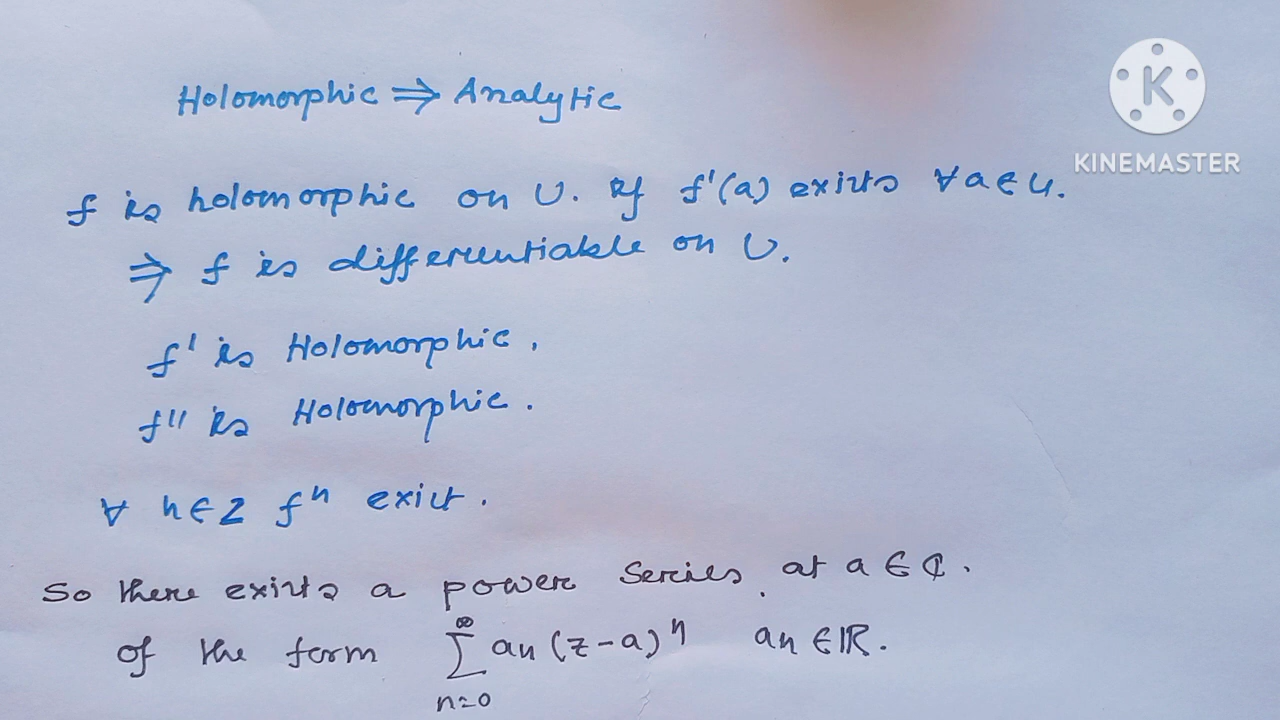 Holomorphic ⇒ Analytic
KINEMASTER
f is holomorphic on U. if f'(a) exists ∀ a ∈ U.
⇒ f is differentiable on U.
f' is Holomorphic.
f'' is Holomorphic.
∀ n ∈ Z f^n exist.
So there exists a power series at a ∈ ℂ.
of the form ∑_{n=0}^{∞} an (z-a)^n an ∈ ℝ.